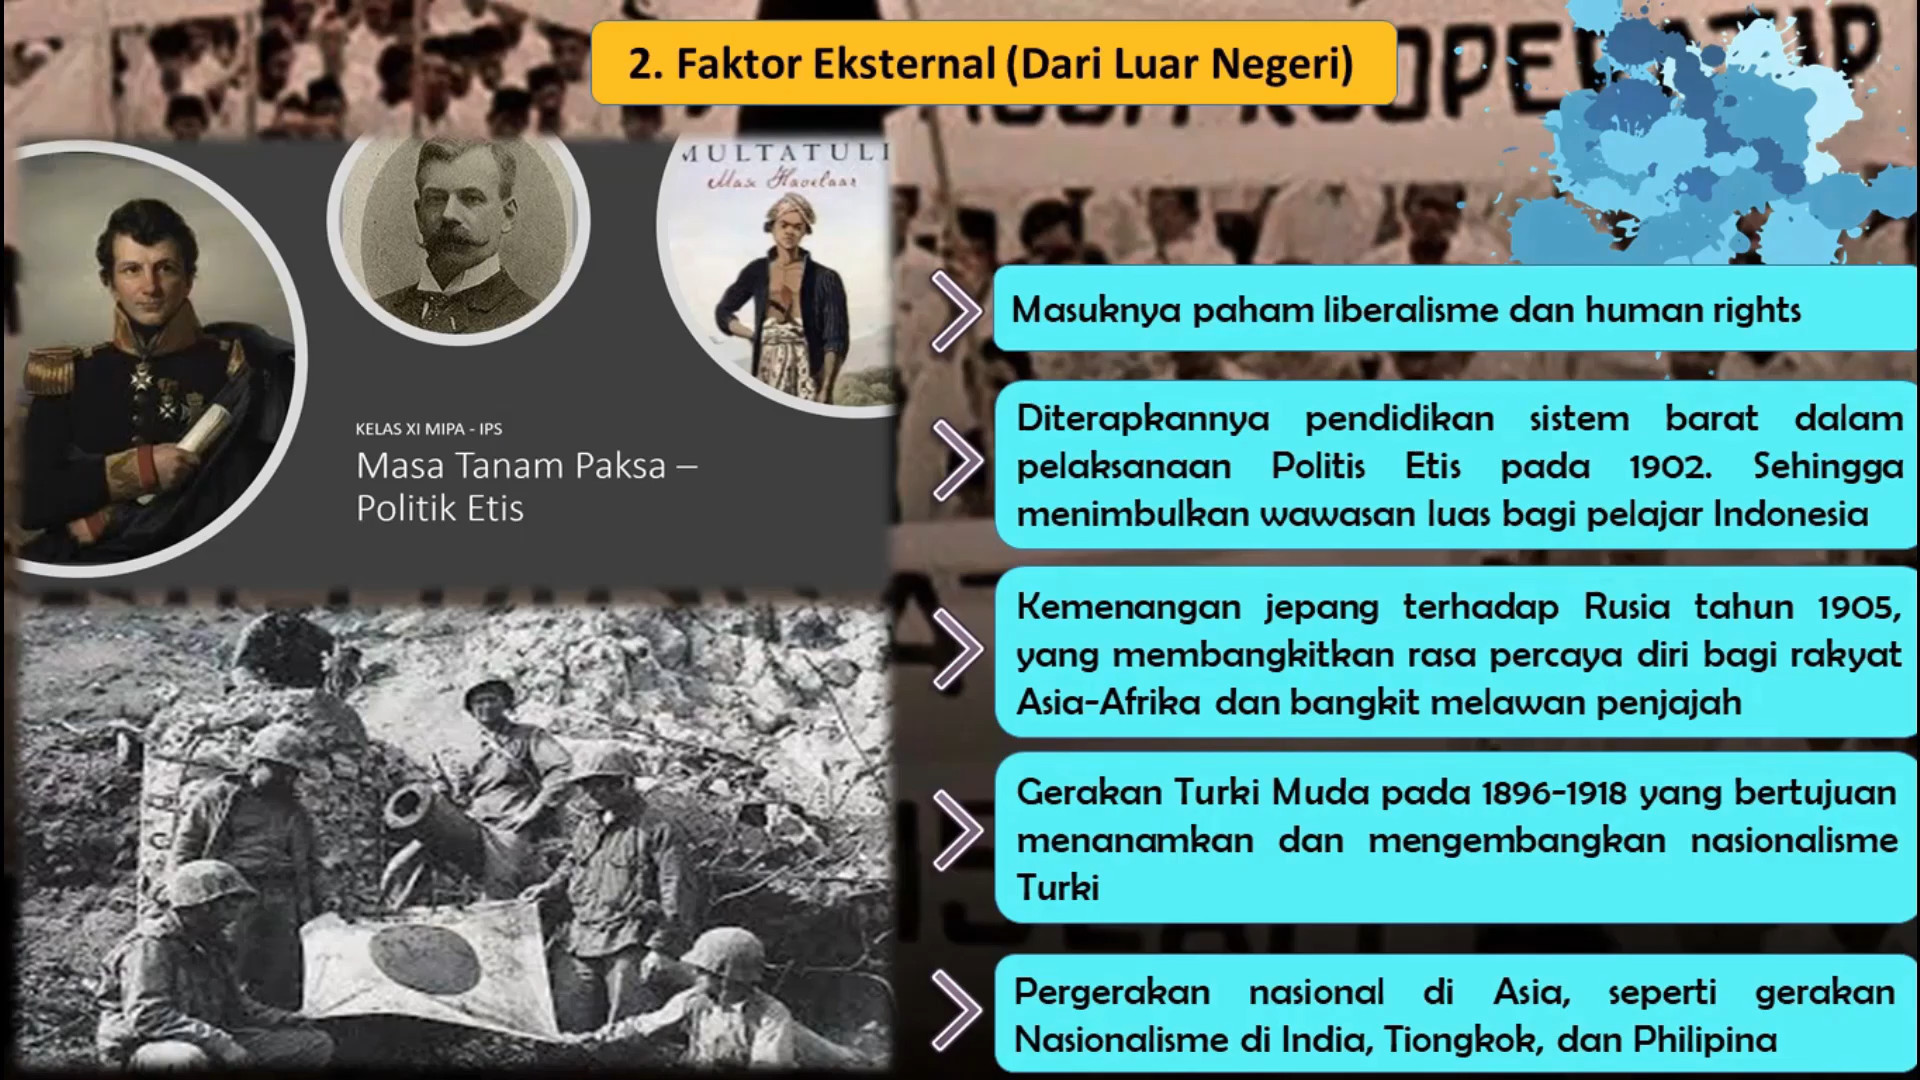 2. Faktor Eksternal (Dari Luar Negeri)
MULTATULI
Max Havelaar
KELAS XI MIPA - IPS
Masa Tanam Paksa –
Politik Etis
Masuknya paham liberalisme dan human rights
Diterapkannya pendidikan sistem barat dalam
pelaksanaan Politis Etis pada 1902. Sehingga
menimbulkan wawasan luas bagi pelajar Indonesia
Kemenangan jepang terhadap Rusia tahun 1905,
yang membangkitkan rasa percaya diri bagi rakyat
Asia-Afrika dan bangkit melawan penjajah
Gerakan Turki Muda pada 1896-1918 yang bertujuan
menanamkan dan mengembangkan nasionalisme
Turki
Pergerakan nasional di Asia, seperti gerakan
Nasionalisme di India, Tiongkok, dan Philipina